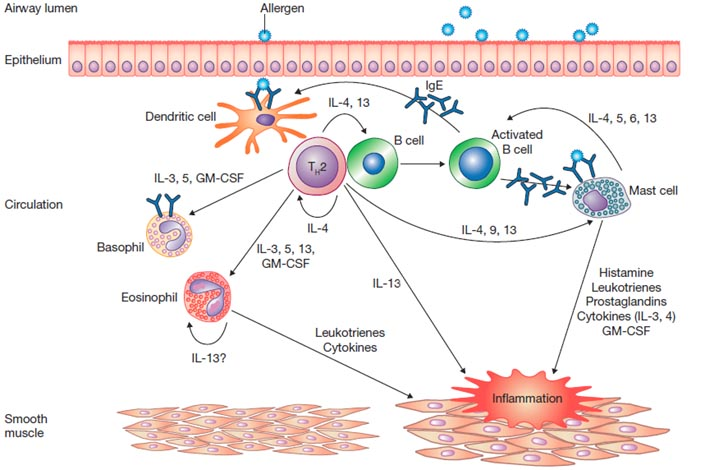 Airway lumen
Allergen
Epithelium
IgE
IL-4, 13
Dendritic cell
IL-4, 5, 6, 13
B cell
Activated
B cell
TH2
IL-3, 5, GM-CSF
Mast cell
Circulation
IL-4
IL-4, 9, 13
Basophil
IL-3, 5, 13,
GM-CSF
IL-13
Histamine
Leukotrienes
Prostaglandins
Cytokines (IL-3, 4)
GM-CSF
Eosinophil
Leukotrienes
Cytokines
IL-13?
Inflammation
Smooth
muscle